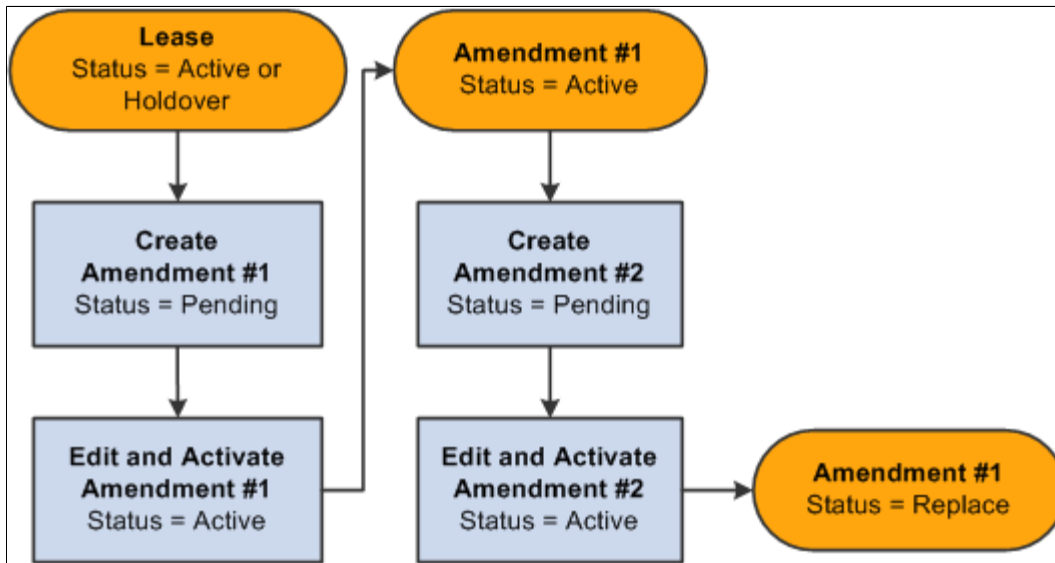 Lease
Status = Active or
Holdover
Create
Amendment #1
Status = Pending
Edit and Activate
Amendment #1
Status = Active
Amendment #1
Status = Active
Create
Amendment #2
Status = Pending
Edit and Activate
Amendment #2
Status = Active
Amendment #1
Status = Replace